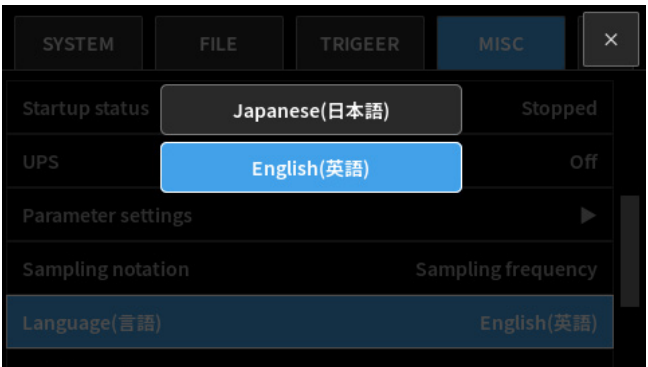 SYSTEM FILE TRIGEER MISC ×
Startup status Stopped
Japanese(日本語)
English(英語)
UPS Off
Parameter settings ▶
Sampling notation Sampling frequency
Language(言語) English(英語)